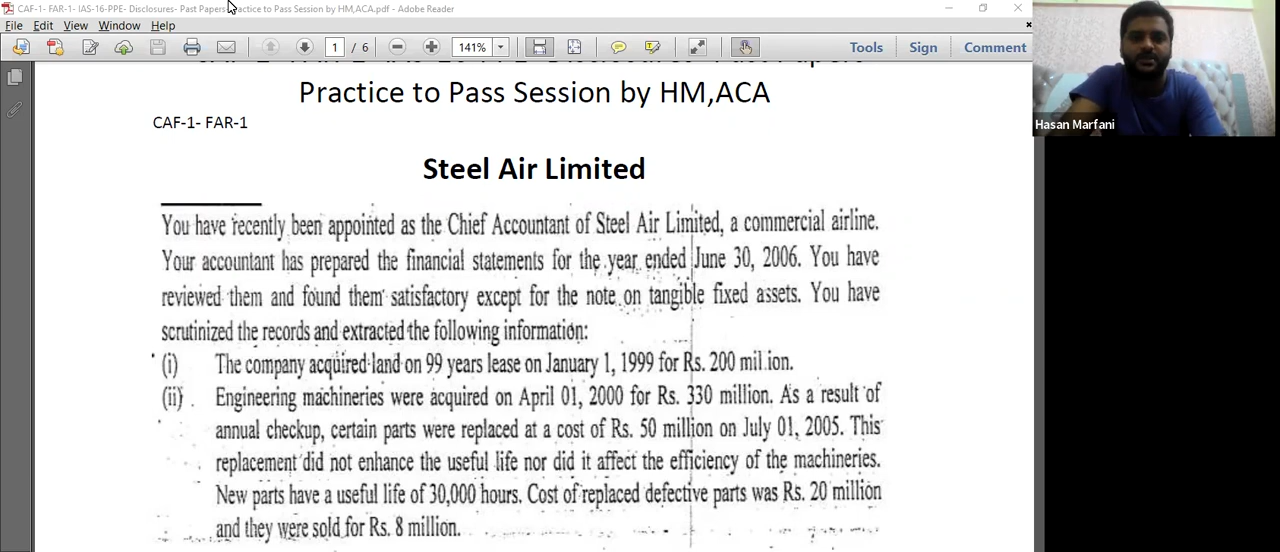 CAF-1- FAR-1- IAS-16-PPE- Disclosures- Past Papers- Practice to Pass Session by HM,ACA.pdf - Adobe Reader
File Edit View Window Help
1 / 6 141% Tools Sign Comment
Practice to Pass Session by HM,ACA
CAF-1- FAR-1
Steel Air Limited
You have recently been appointed as the Chief Accountant of Steel Air Limited, a commercial airline.
Your accountant has prepared the financial statements for the year ended June 30, 2006. You have
reviewed them and found them satisfactory except for the note on tangible fixed assets. You have
scrutinized the records and extracted the following information:
(i) The company acquired land on 99 years lease on January 1, 1999 for Rs. 200 mil.ion.
(ii) Engineering machineries were acquired on April 01, 2000 for Rs. 330 million. As a result of
annual checkup, certain parts were replaced at a cost of Rs. 50 million on July 01, 2005. This
replacement did not enhance the useful life nor did it affect the efficiency of the machineries.
New parts have a useful life of 30,000 hours. Cost of replaced defective parts was Rs. 20 million
and they were sold for Rs. 8 million.
Hasan Marfani